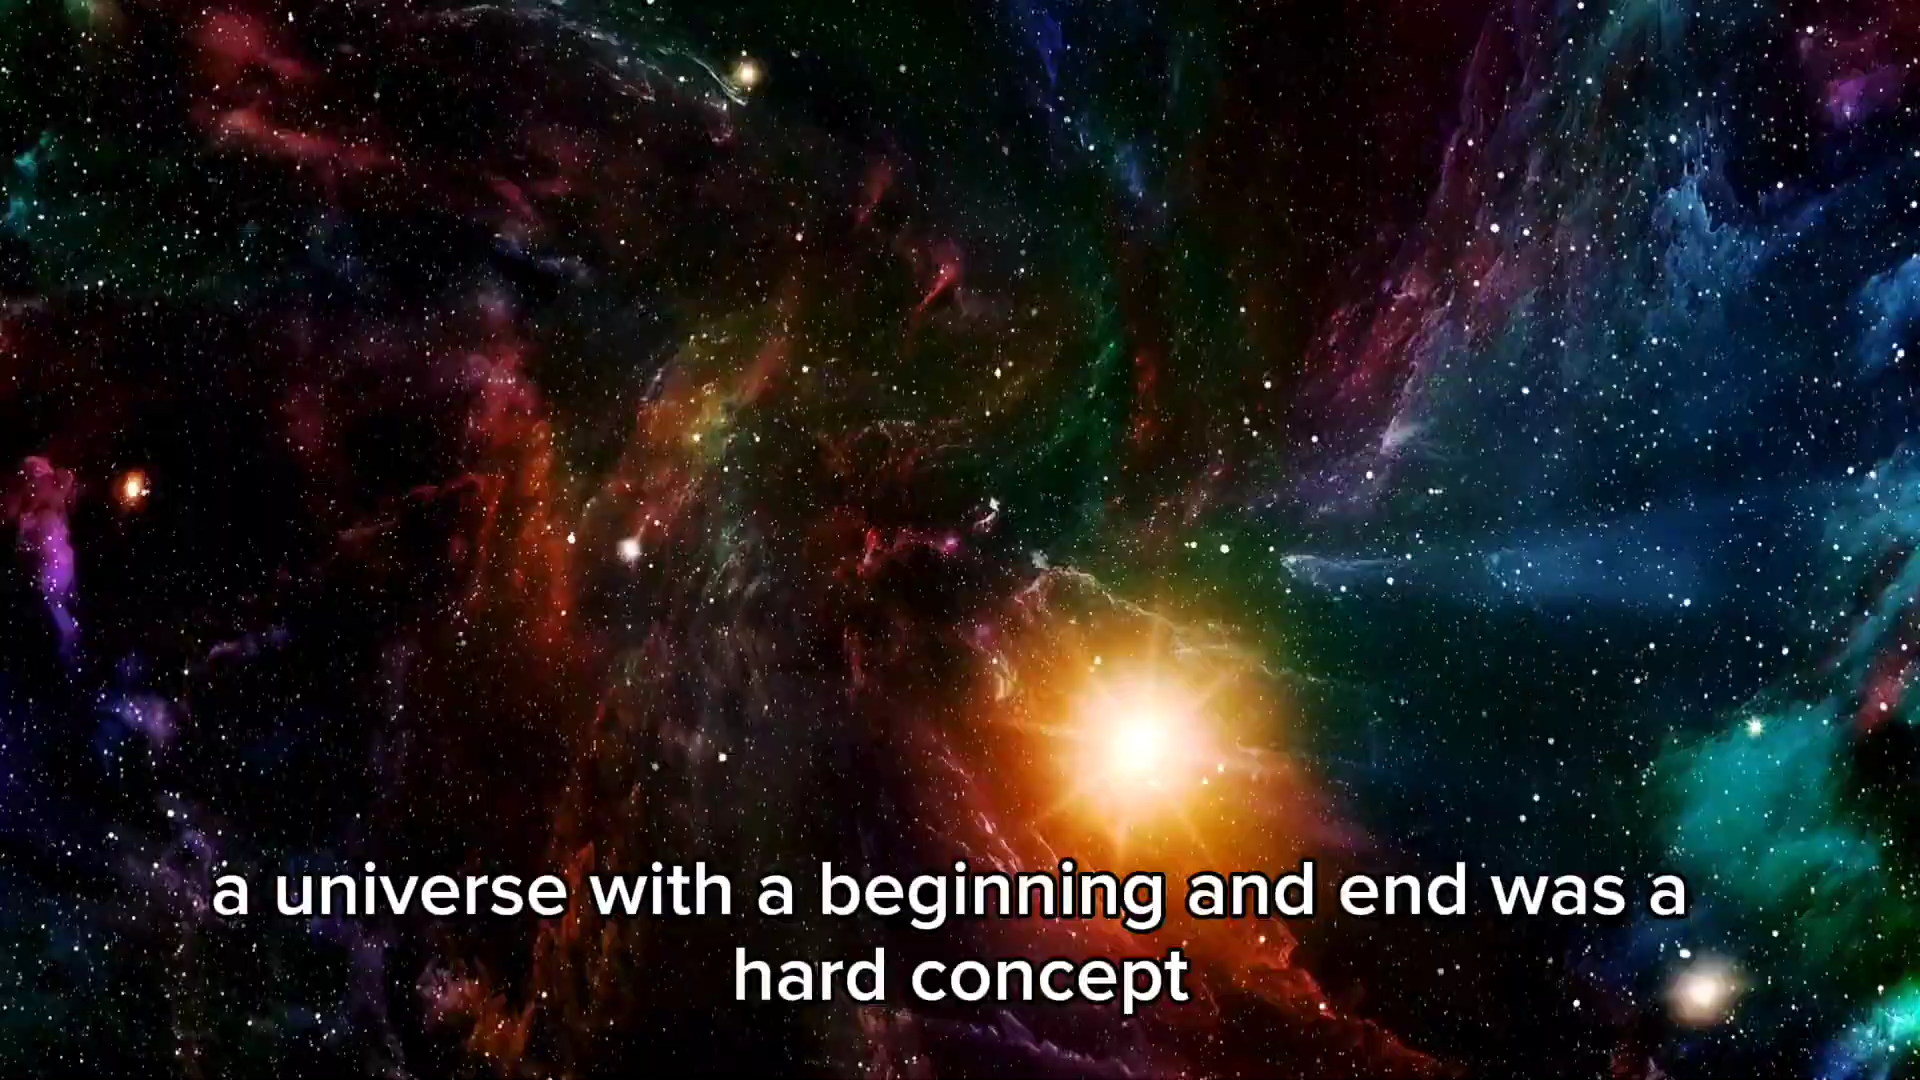 a universe with a beginning and end was a
hard concept